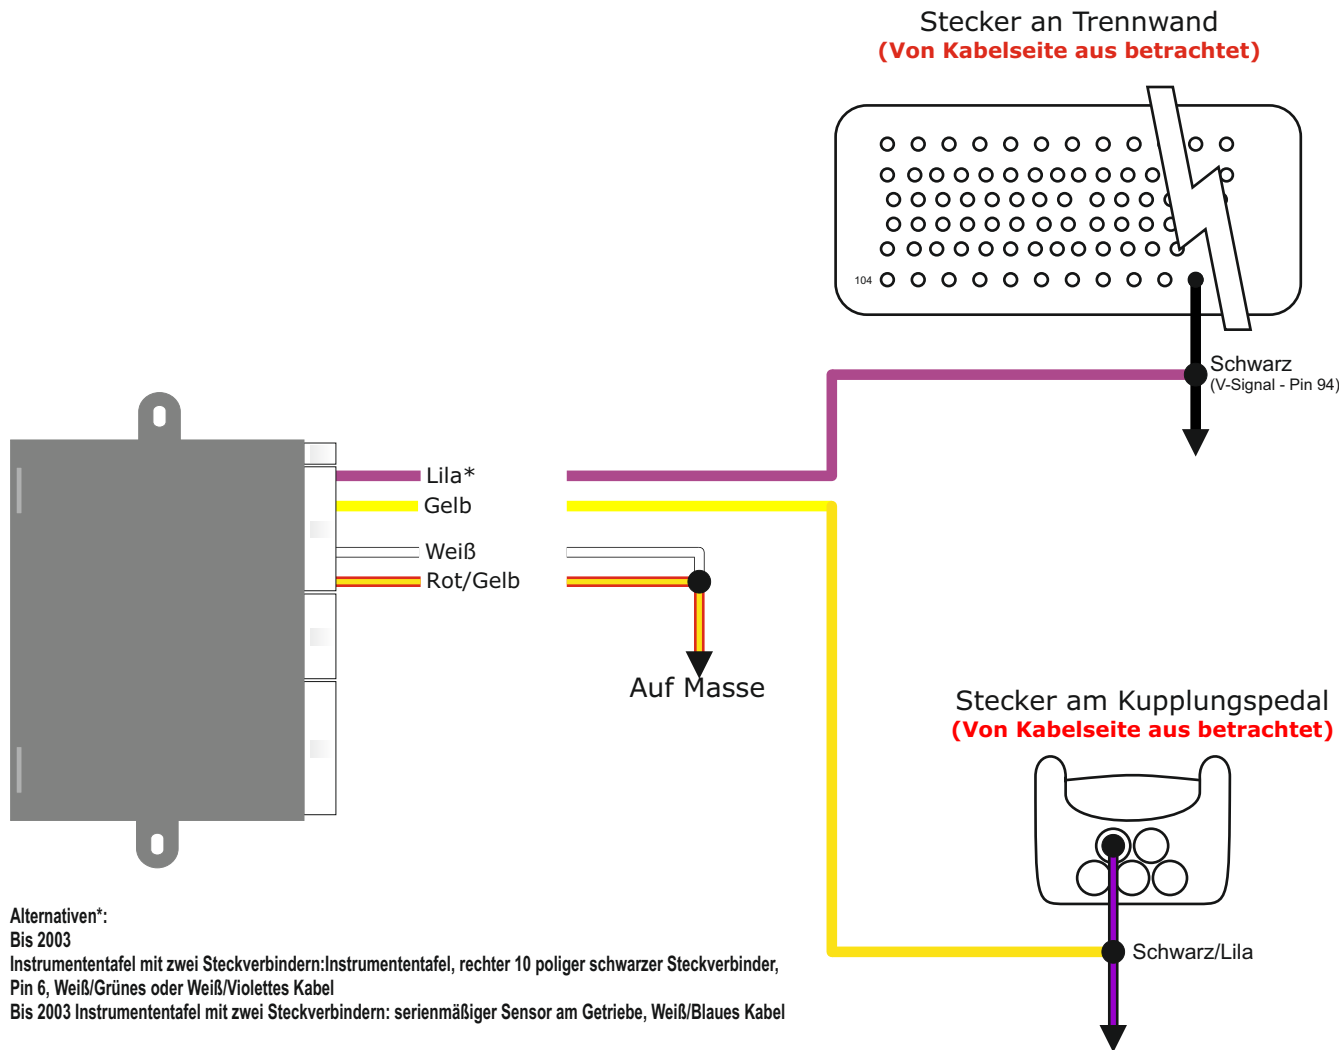 Stecker an Trennwand
(Von Kabelseite aus betrachtet)
104
Schwarz
(V-Signal - Pin 94)
Lila*
Gelb
Weiß
Rot/Gelb
Auf Masse
Stecker am Kupplungspedal
(Von Kabelseite aus betrachtet)
Schwarz/Lila
Alternativen*:
Bis 2003
Instrumententafel mit zwei Steckverbindern:Instrumententafel, rechter 10 poliger schwarzer Steckverbinder,
Pin 6, Weiß/Grünes oder Weiß/Violettes Kabel
Bis 2003 Instrumententafel mit zwei Steckverbindern: serienmäßiger Sensor am Getriebe, Weiß/Blaues Kabel